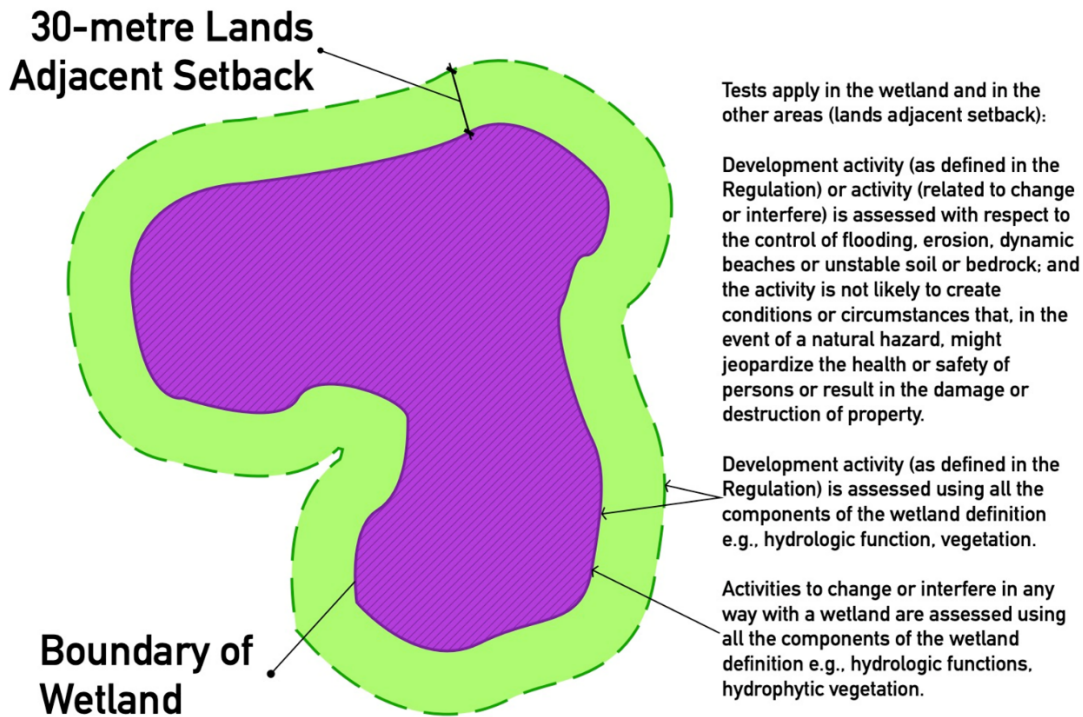 30-metre Lands
Adjacent Setback
Tests apply in the wetland and in the
other areas (lands adjacent setback):
Development activity (as defined in the
Regulation) or activity (related to change
or interfere) is assessed with respect to
the control of flooding, erosion, dynamic
beaches or unstable soil or bedrock; and
the activity is not likely to create
conditions or circumstances that, in the
event of a natural hazard, might
jeopardize the health or safety of
persons or result in the damage or
destruction of property.
Development activity (as defined in the
Regulation) is assessed using all the
components of the wetland definition
e.g., hydrologic function, vegetation.
Activities to change or interfere in any
way with a wetland are assessed using
all the components of the wetland
definition e.g., hydrologic functions,
hydrophytic vegetation.
Boundary of
Wetland